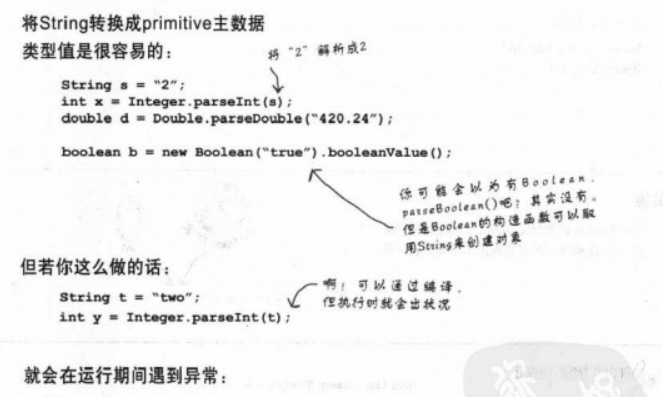 将String转换成primitive主数据
类型值是很容易的：
将 “2” 解析成2
String s = “2”;
int x = Integer.parseInt(s);
double d = Double.parseDouble(“420.24”);
boolean b = new Boolean(“true”).booleanValue();
你可能会以为有Boolean.
parseBoolean()吧？其实没有。
但是Boolean的构造函数可以取
用String来创建对象
但若你这么做的话：
String t = “two”;
int y = Integer.parseInt(t);
啊！可以通过编译，
但执行时就会出状况
就会在运行期间遇到异常：